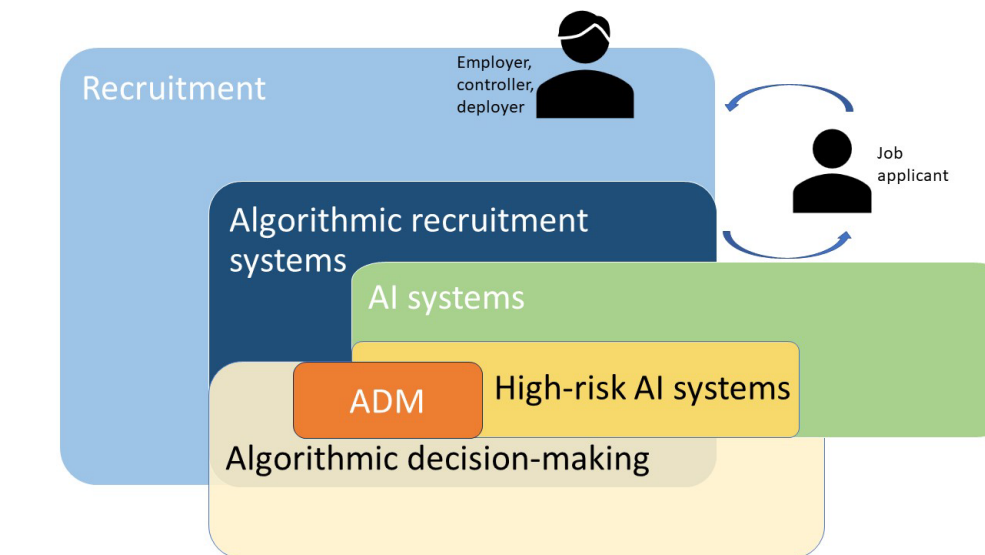 Recruitment
Employer,
controller,
deployer
Job
applicant
Algorithmic recruitment
systems
AI systems
High-risk AI systems
ADM
Algorithmic decision-making